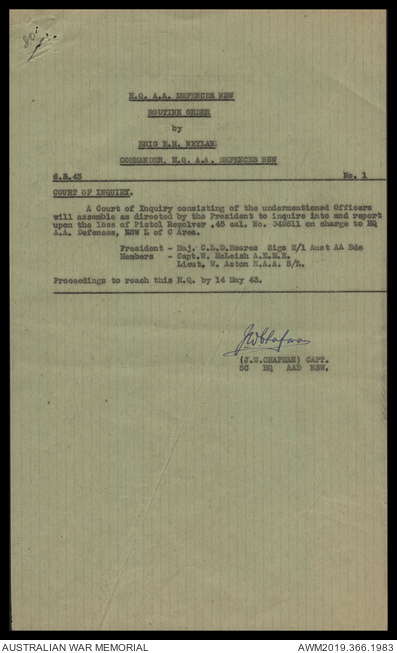 H.Q. A.A. DEFENCES NSW
ROUTINE ORDER
by
BRIG E.M. NEYLAN
COMMANDER, H.Q. A.A. DEFENCES NSW
6.5.43 No. 1
COURT OF INQUIRY.
A Court of Inquiry consisting of the undermentioned Officers
will assemble as directed by the President to inquire into and report
upon the loss of Pistol Revolver .45 cal. No. 349511 on charge to HQ
A.A. Defences, NSW L of C Area.
President - Maj. C.L.D. Meares Sigs 2/1 Aust AA Bde
Members - Capt. W. McLeish A.E.M.E.
Lieut. W. Aston R.A.A. S/L.
Proceedings to reach this H.Q. by 14 May 43.
(J.W.CHAPMAN) CAPT.
SC HQ AAD NSW.
AUSTRALIAN WAR MEMORIAL AWM2019.366.1983